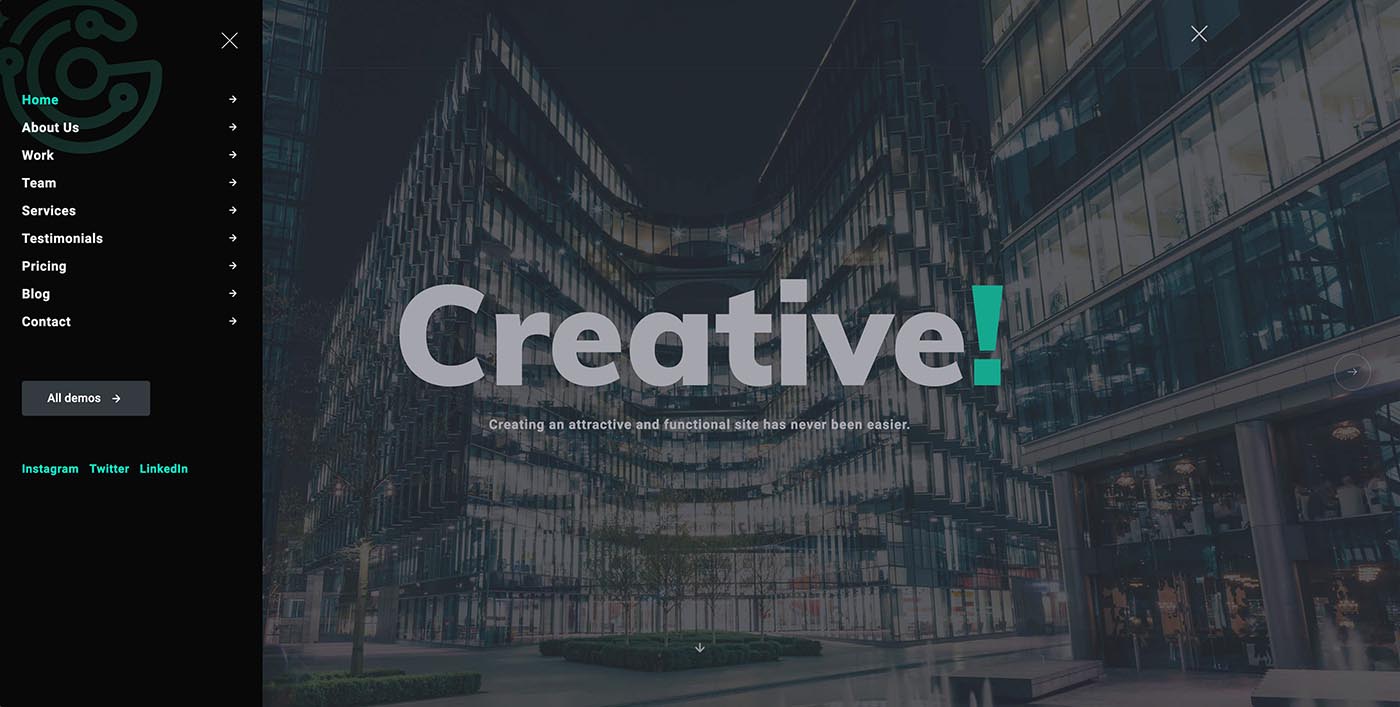 Home
About Us
Work
Team
Services
Testimonials
Pricing
Blog
Contact
All demos
Instagram Twitter LinkedIn
Creative!
Creating an attractive and functional site has never been easier.